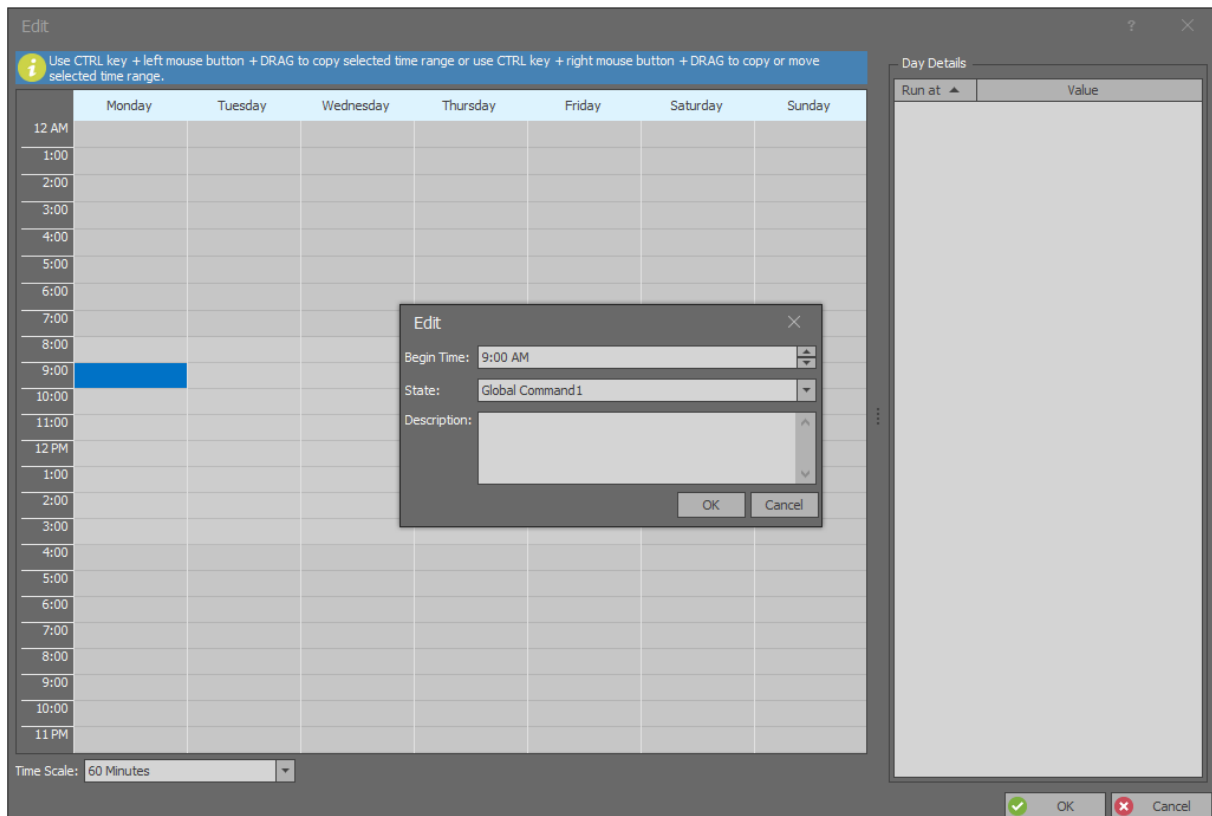 Edit
?
Use CTRL key + left mouse button + DRAG to copy selected time range or use CTRL key + right mouse button + DRAG to copy or move
selected time range.
Monday Tuesday Wednesday Thursday Friday Saturday Sunday
12 AM
1:00
2:00
3:00
4:00
5:00
6:00
7:00
8:00
9:00
10:00
11:00
12 PM
1:00
2:00
3:00
4:00
5:00
6:00
7:00
8:00
9:00
10:00
11 PM
Time Scale: 60 Minutes
Edit
Begin Time: 9:00 AM
State: Global Command1
Description:
OK Cancel
Day Details
Run at Value
OK Cancel